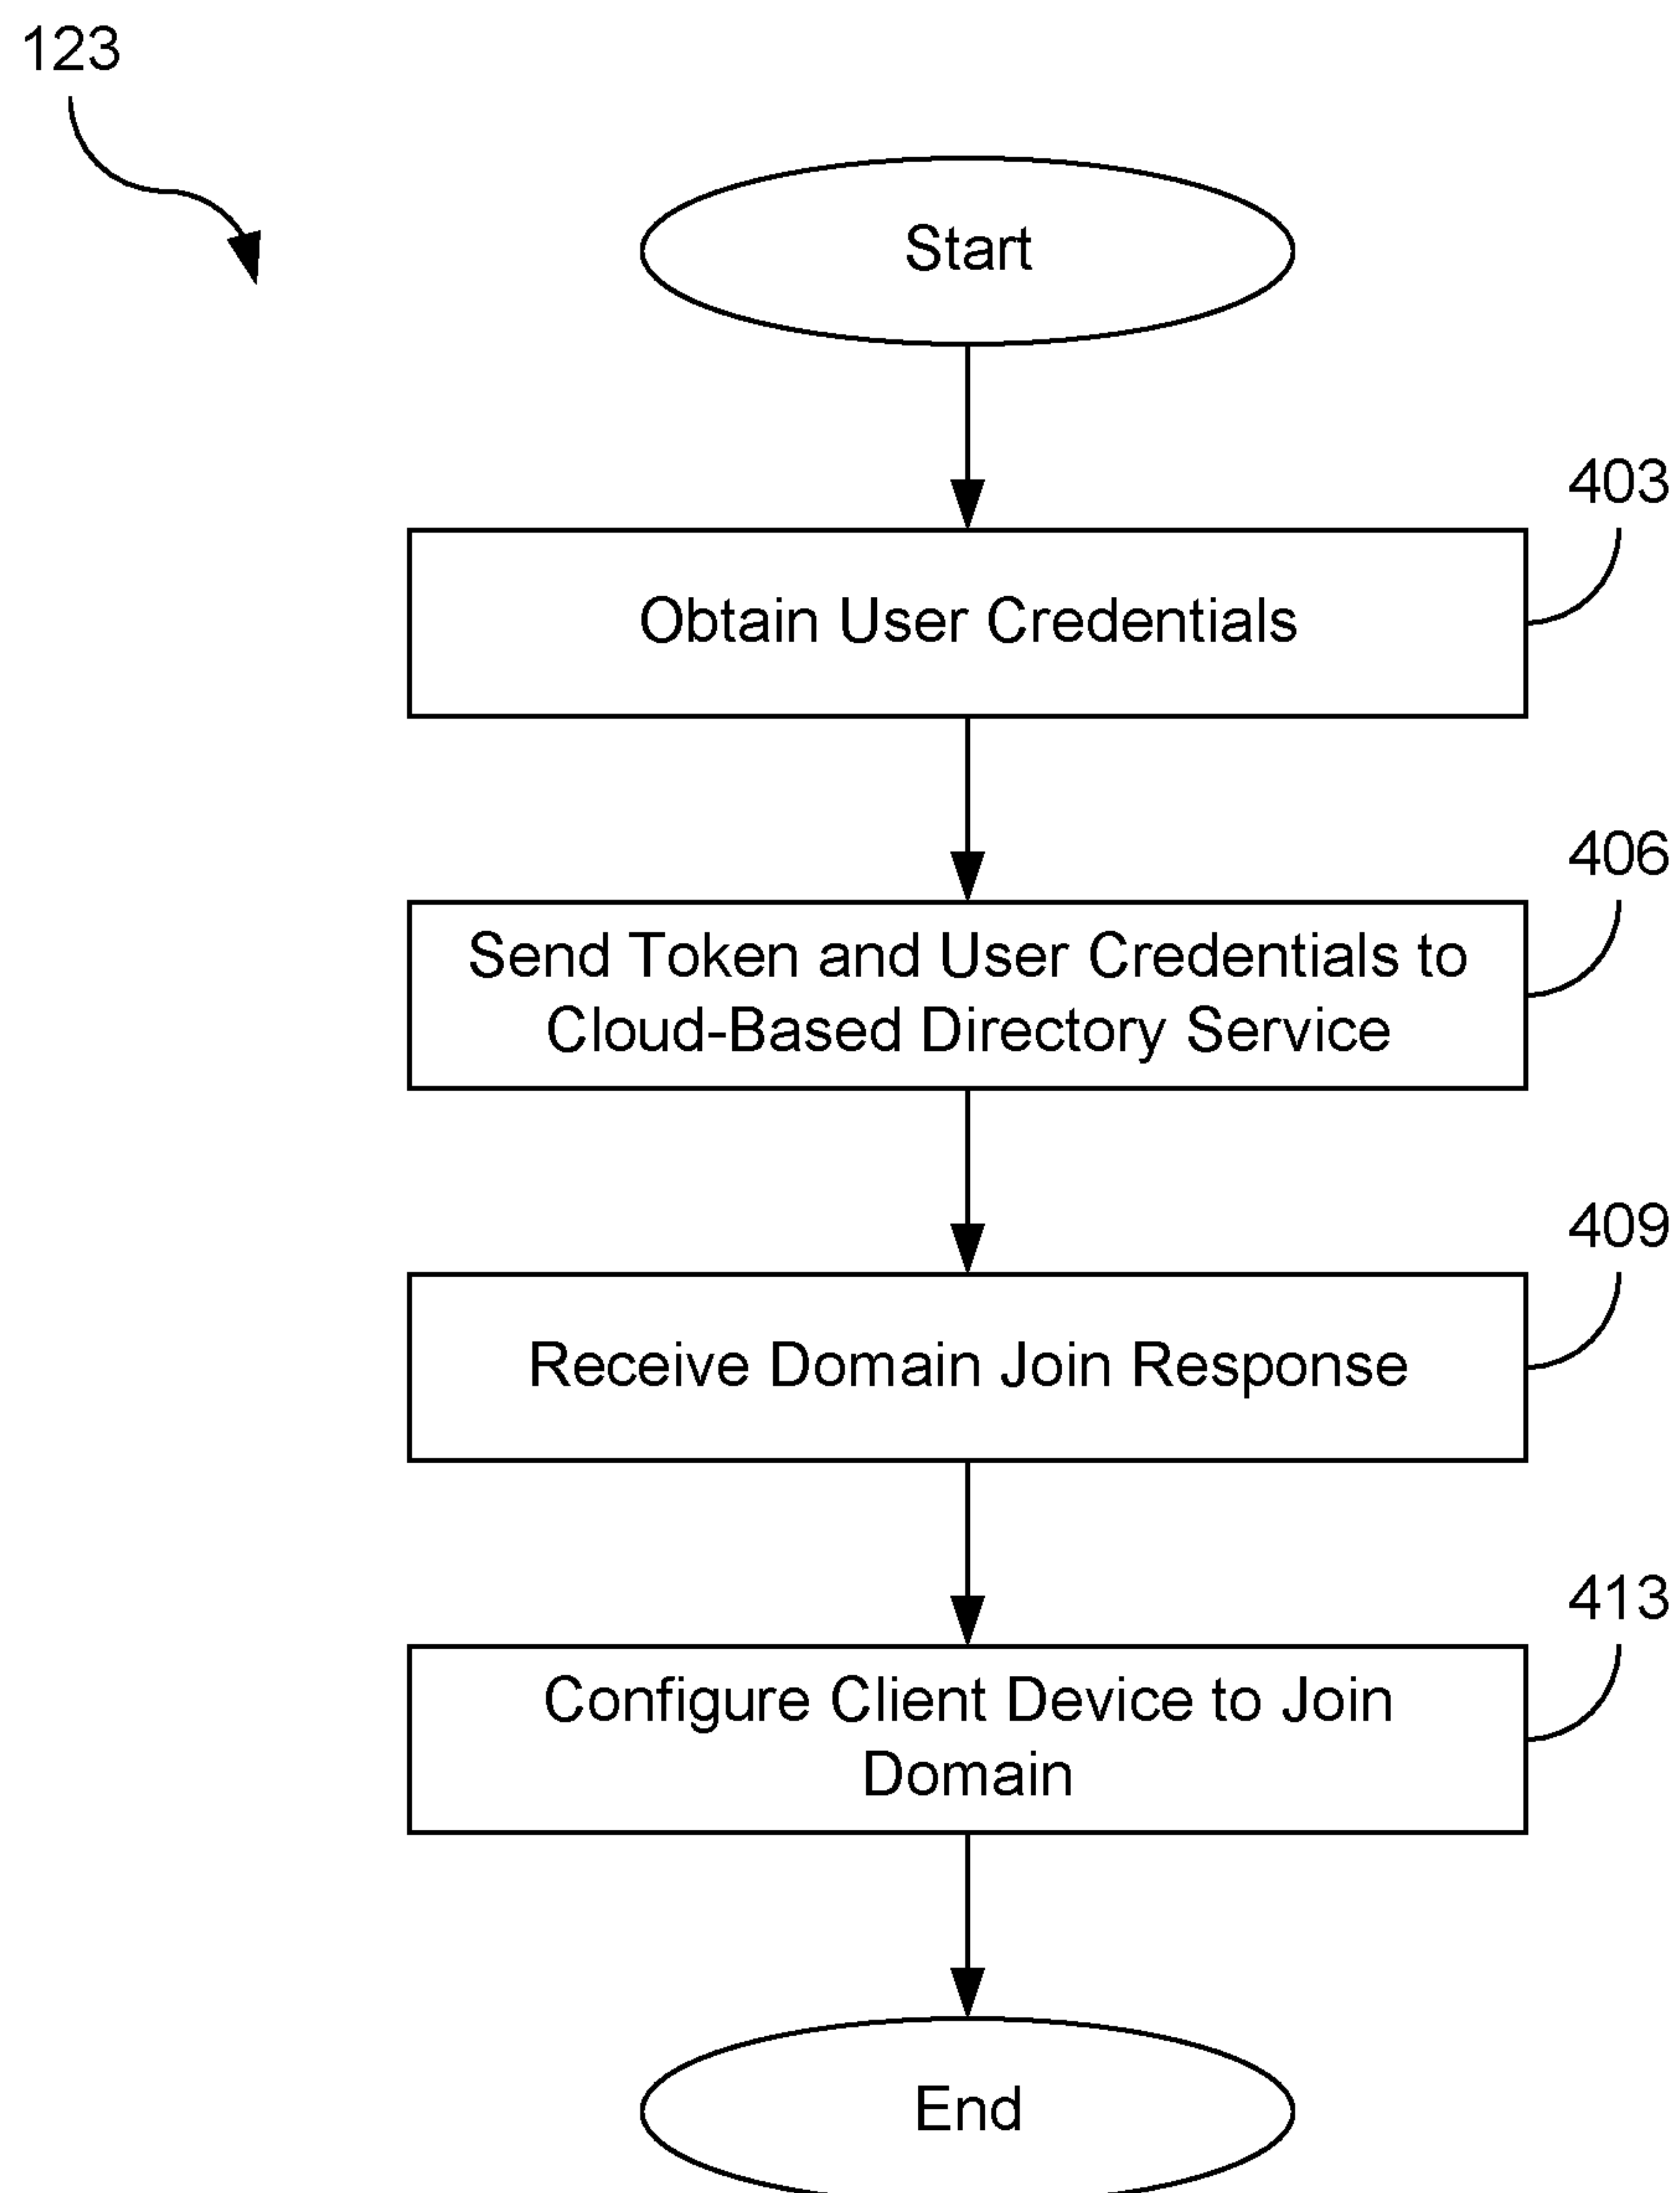 123
Start
403
Obtain User Credentials
406
Send Token and User Credentials to
Cloud-Based Directory Service
409
Receive Domain Join Response
413
Configure Client Device to Join
Domain
End